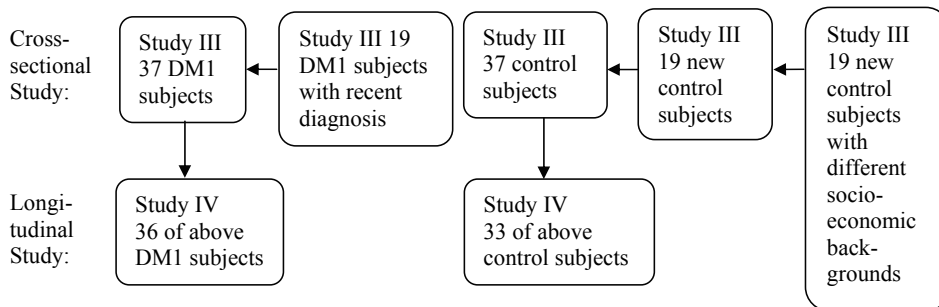 Cross-
sectional
Study:
Study III
37 DM1
subjects
Study III 19
DM1 subjects
with recent
diagnosis
Study III
37 control
subjects
Study III
19 new
control
subjects
Study III
19 new
control
subjects
with
different
socio-
economic
back-
grounds
Longi-
tudinal
Study:
Study IV
36 of above
DM1 subjects
Study IV
33 of above
control subjects